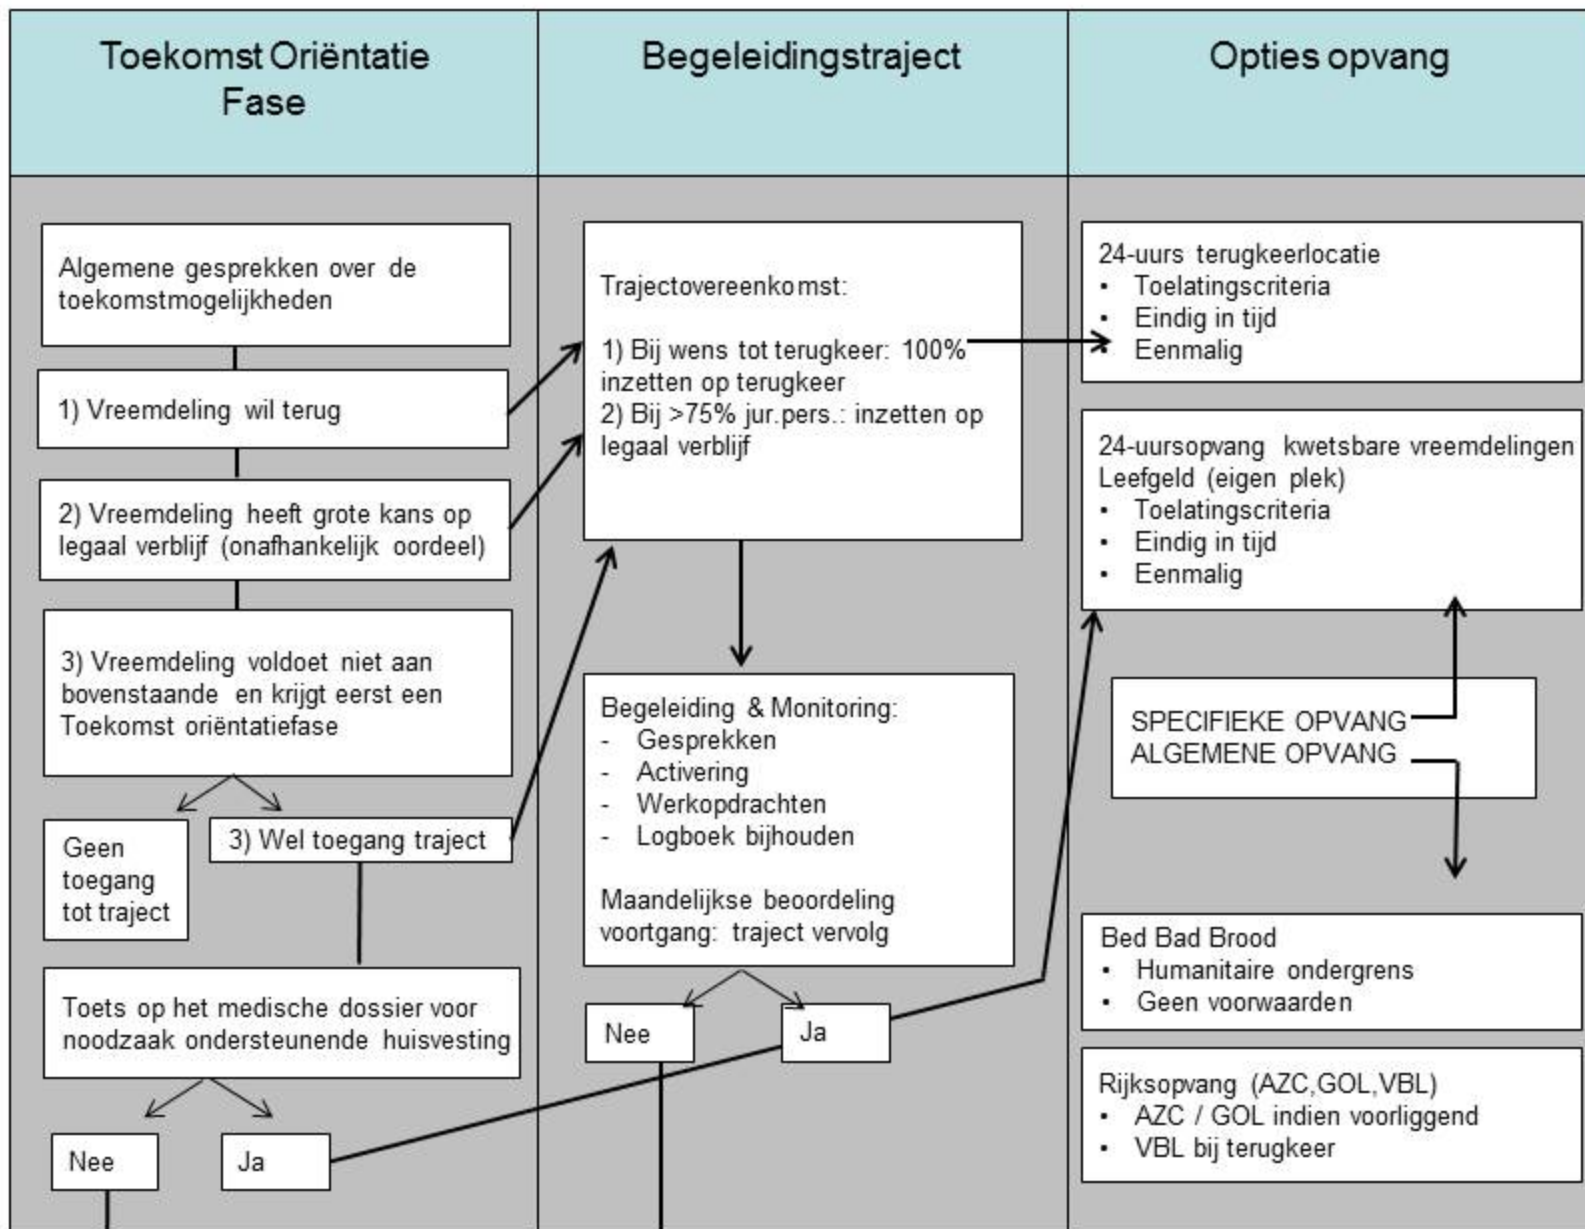 Toekomst Oriëntatie
Fase
Begeleidingstraject
Opties opvang
Algemene gesprekken over de
toekomstmogelijkheden
1) Vreemdeling wil terug
2) Vreemdeling heeft grote kans op
legaal verblijf (onafhankelijk oordeel)
3) Vreemdeling voldoet niet aan
bovenstaande en krijgt eerst een
Toekomst oriëntatiefase
Geen
toegang
tot traject
3) Wel toegang traject
Toets op het medische dossier voor
noodzaak ondersteunende huisvesting
Nee
Ja
Trajectovereenkomst:
1) Bij wens tot terugkeer: 100%
inzetten op terugkeer
2) Bij >75% jur.pers.: inzetten op
legaal verblijf
Begeleiding & Monitoring:
- Gesprekken
- Activering
- Werkopdrachten
- Logboek bijhouden
Maandelijkse beoordeling
voortgang: traject vervolg
Nee
Ja
24-uurs terugkeerlocatie
• Toelatingscriteria
• Eindig in tijd
• Eenmalig
24-uursopvang kwetsbare vreemdelingen
Leefgeld (eigen plek)
• Toelatingscriteria
• Eindig in tijd
• Eenmalig
SPECIFIEKE OPVANG
ALGEMENE OPVANG
Bed Bad Brood
• Humanitaire ondergrens
• Geen voorwaarden
Rijksopvang (AZC,GOL,VBL)
• AZC / GOL indien voorliggend
• VBL bij terugkeer